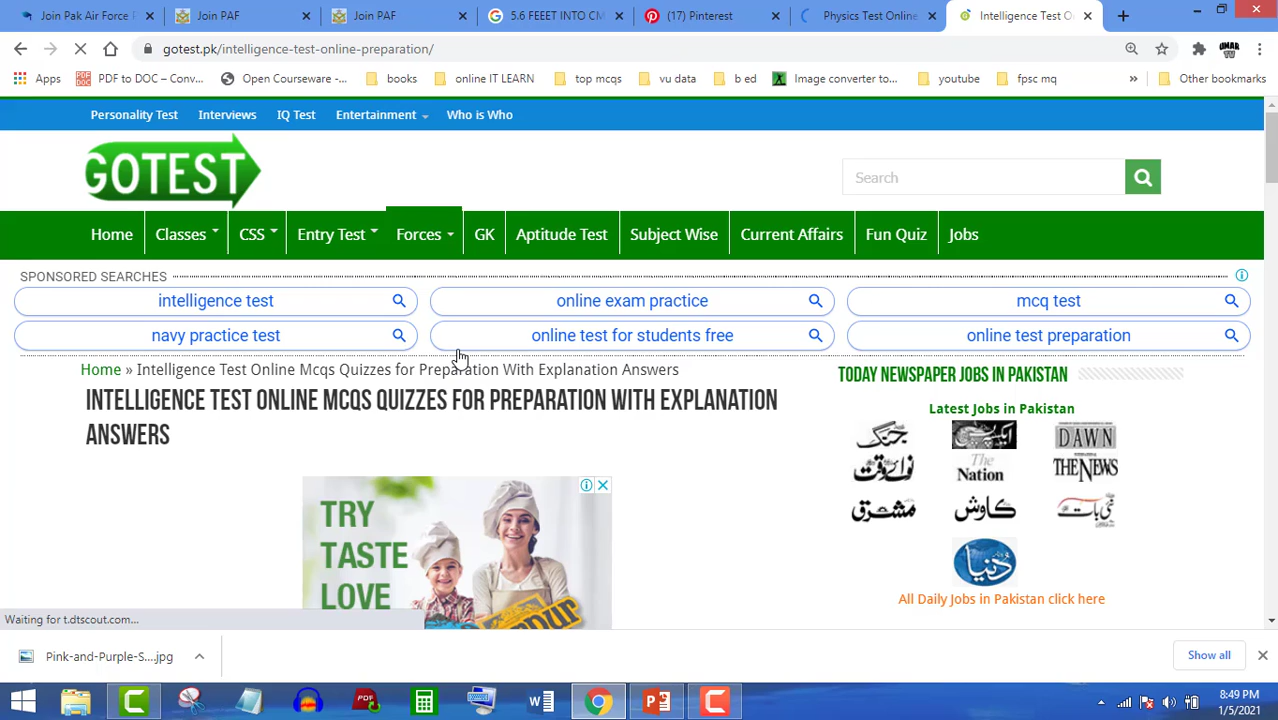 Join Pak Air Force
Join PAF
Join PAF
5.6 FEEET INTO CM
(17) Pinterest
Physics Test Online
Intelligence Test O
gotest.pk/intelligence-test-online-preparation/
Apps
PDF to DOC – Conv...
Open Courseware -...
books
online IT LEARN
top mcqs
vu data
b ed
Image converter to...
youtube
fpsc mq
»
Other bookmarks
Personality Test
Interviews
IQ Test
Entertainment
Who is Who
GOTEST
Search
Home
Classes
CSS
Entry Test
Forces
GK
Aptitude Test
Subject Wise
Current Affairs
Fun Quiz
Jobs
SPONSORED SEARCHES
intelligence test
online exam practice
mcq test
navy practice test
online test for students free
online test preparation
Home » Intelligence Test Online Mcqs Quizzes for Preparation With Explanation Answers
INTELLIGENCE TEST ONLINE MCQS QUIZZES FOR PREPARATION WITH EXPLANATION
ANSWERS
TRY
TASTE
LOVE
TODAY NEWSPAPER JOBS IN PAKISTAN
Latest Jobs in Pakistan
جنگ
ایکسپریس
DAWN
نوائے وقت
The Nation
THE NEWS
مشرق
کاوش
نئی بات
دنیا
All Daily Jobs in Pakistan click here
Waiting for t.dtscout.com...
Pink-and-Purple-S....jpg
Show all
8:49 PM
1/5/2021